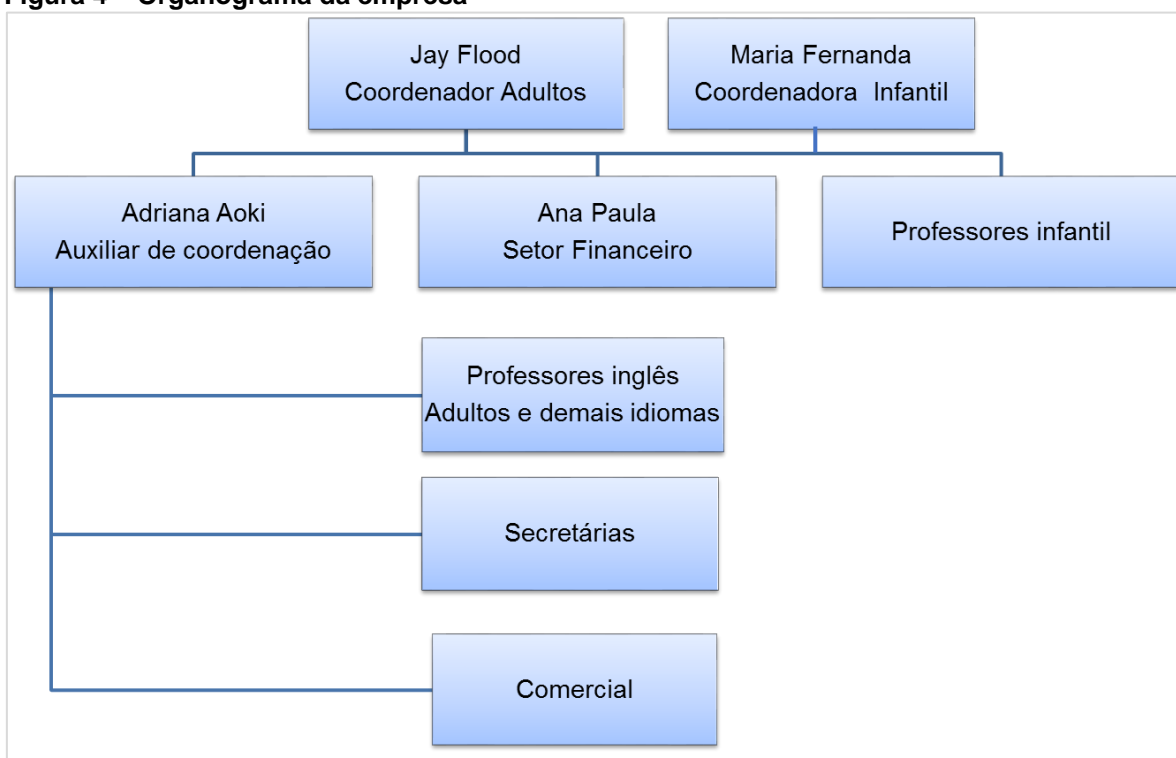 Figura 4 – Organograma da empresa
Jay Flood
Coordenador Adultos
Maria Fernanda
Coordenadora Infantil
Adriana Aoki
Auxiliar de coordenação
Ana Paula
Setor Financeiro
Professores infantil
Professores inglês
Adultos e demais idiomas
Secretárias
Comercial